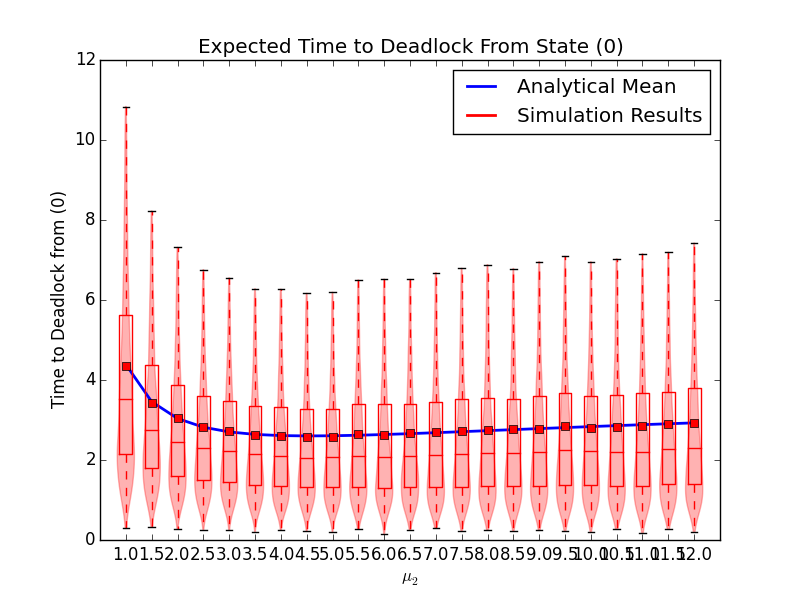 Expected Time to Deadlock From State (0)
12
10
8
6
4
2
0
Time to Deadlock from (0)
Analytical Mean
Simulation Results
1.0 1.5 2.0 2.5 3.0 3.5 4.0 4.5 5.0 5.5 6.0 6.5 7.0 7.5 8.0 8.5 9.0 9.5 10.0 10.5 11.0 11.5 12.0
μ₂